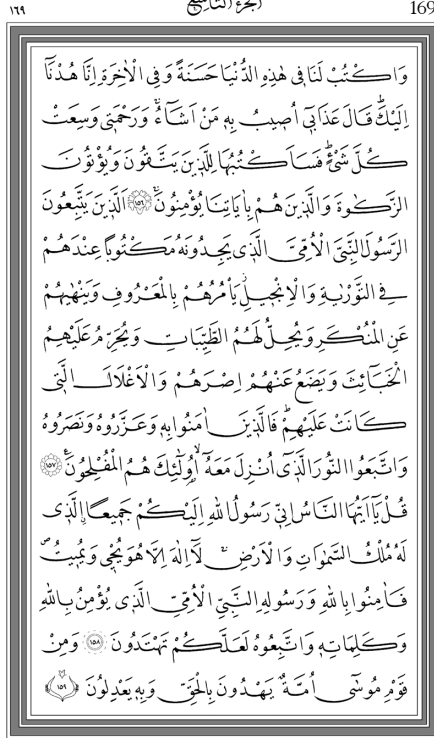 ١٦٩ الجزء التاسع 169
وَاكْتُبْ لَنَا فٖى هٰذِهِ الدُّنْيَا حَسَنَةً وَفِى الْاٰخِرَةِ اِنَّا هُدْنَٓا
اِلَيْكَۜ قَالَ عَذَابٖٓى اُصٖيبُ بِهٖ مَنْ اَشَٓاءُۚ وَرَحْمَتٖى وَسِعَتْ
كُلَّ شَىْءٍۜ فَسَاَكْتُبُهَا لِلَّذٖينَ يَتَّقُونَ وَيُؤْتُونَ
الزَّكٰوةَ وَالَّذٖينَ هُمْ بِاٰيَاتِنَا يُؤْمِنُونَۚ ﴿١٥٦﴾ اَلَّذٖينَ يَتَّبِعُونَ
الرَّسُولَ النَّبِىَّ الْاُمِّىَّ الَّذٖى يَجِدُونَهُ مَكْتُوبًا عِنْدَهُمْ
فِى التَّوْرٰيةِ وَالْاِنْجٖيلِۘ يَاْمُرُهُمْ بِالْمَعْرُوفِ وَيَنْهٰيهُمْ
عَنِ الْمُنْكَرِ وَيُحِلُّ لَهُمُ الطَّيِّبَاتِ وَيُحَرِّمُ عَلَيْهِمُ
الْخَبَٓائِثَ وَيَضَعُ عَنْهُمْ اِصْرَهُمْ وَالْاَغْلَالَ الَّتٖى
كَانَتْ عَلَيْهِمْۜ فَالَّذٖينَ اٰمَنُوا بِهٖ وَعَزَّرُوهُ وَنَصَرُوهُ
وَاتَّبَعُوا النُّورَ الَّذٖٓى اُنْزِلَ مَعَهُٓۙ اُو۬لٰٓئِكَ هُمُ الْمُفْلِحُونَࣖ ﴿١٥٧﴾
قُلْ يَٓا اَيُّهَا النَّاسُ اِنّٖى رَسُولُ اللّٰهِ اِلَيْكُمْ جَمٖيعًاۨ الَّذٖى
لَهُ مُلْكُ السَّمٰوَاتِ وَالْاَرْضِۚ لَٓا اِلٰهَ اِلَّا هُوَ يُحْيٖى وَيُمٖيتُۖ
فَاٰمِنُوا بِاللّٰهِ وَرَسُولِهِ النَّبِىِّ الْاُمِّىِّ الَّذٖى يُؤْمِنُ بِاللّٰهِ
وَكَلِمَاتِهٖ وَاتَّبِعُوهُ لَعَلَّكُمْ تَهْتَدُونَ ﴿١٥٨﴾ وَمِنْ
قَوْمِ مُوسٰٓى اُمَّةٌ يَهْدُونَ بِالْحَقِّ وَبِهٖ يَعْدِلُونَ ﴿١٥٩﴾